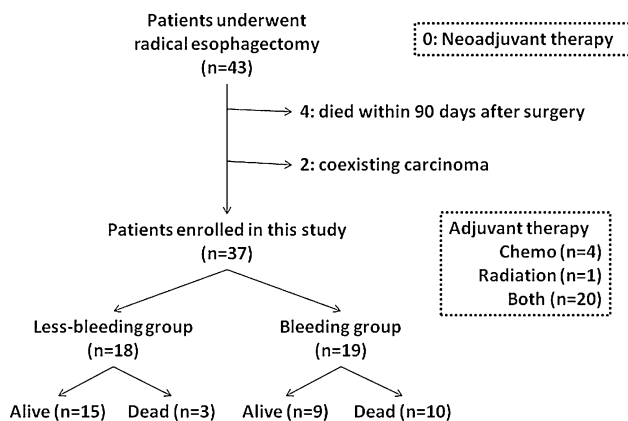 Patients underwent
radical esophagectomy
(n=43)
0: Neoadjuvant therapy
4: died within 90 days after surgery
2: coexisting carcinoma
Patients enrolled in this study
(n=37)
Adjuvant therapy
Chemo (n=4)
Radiation (n=1)
Both (n=20)
Less-bleeding group
(n=18)
Bleeding group
(n=19)
Alive (n=15)
Dead (n=3)
Alive (n=9)
Dead (n=10)